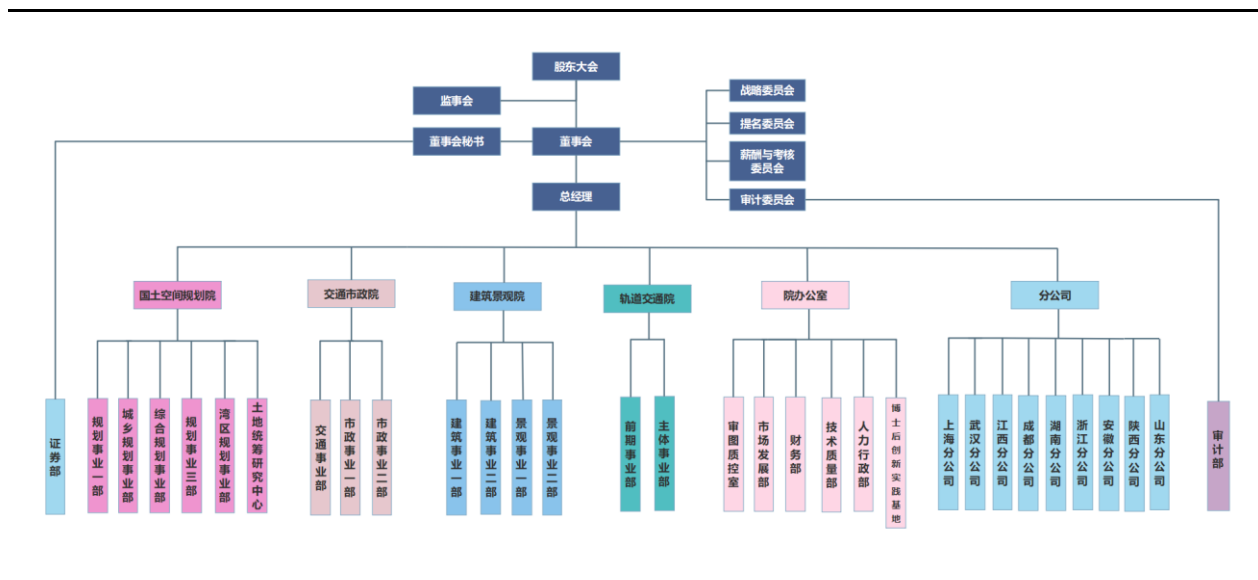 股东大会
监事会
战略委员会
提名委员会
董事会秘书
董事会
薪酬与考核
委员会
总经理
审计委员会
国土空间规划院
交通市政院
建筑景观院
轨道交通院
院办公室
分公司
证券部
规划事业一部
城乡规划事业部
综合规划事业部
规划事业三部
湾区规划事业部
土地统筹研究中心
交通事业部
市政事业一部
市政事业二部
建筑事业一部
建筑事业二部
景观事业一部
景观事业二部
前期事业部
主体事业部
审图质控室
市场发展部
财务部
技术质量部
人力行政部
博士后创新实践基地
上海分公司
武汉分公司
江西分公司
成都分公司
湖南分公司
浙江分公司
安徽分公司
陕西分公司
山东分公司
审计部